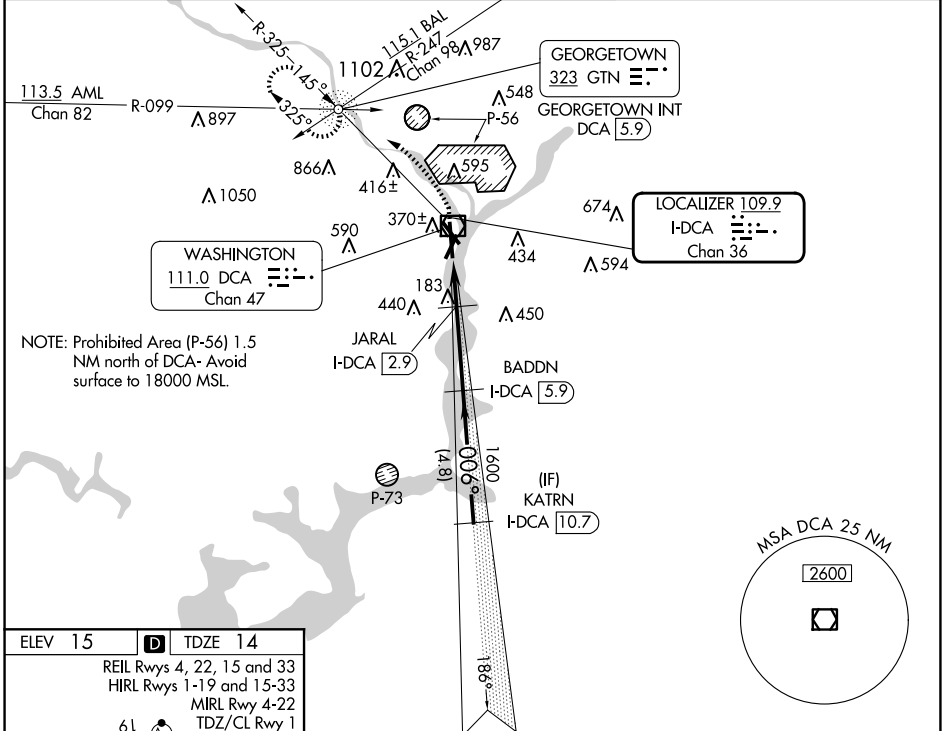 R-325
145°
325°
115.1 BAL
R-247
Chan 98
1102
987
GEORGETOWN
323 GTN
GEORGETOWN INT
DCA 5.9
548
P-56
113.5 AML
Chan 82
R-099
897
866
416±
595
1050
370±
590
WASHINGTON
111.0 DCA
Chan 47
674
LOCALIZER 109.9
I-DCA
Chan 36
434
594
183
440
450
NOTE: Prohibited Area (P-56) 1.5
NM north of DCA- Avoid
surface to 18000 MSL.
JARAL
I-DCA 2.9
BADDN
I-DCA 5.9
1600
006°
(4.8)
P-73
(IF)
KATRN
I-DCA 10.7
MSA DCA 25 NM
2600
186°
ELEV 15
D
TDZE 14
REIL Rwys 4, 22, 15 and 33
HIRL Rwys 1-19 and 15-33
MIRL Rwy 4-22
TDZ/CL Rwy 1
19